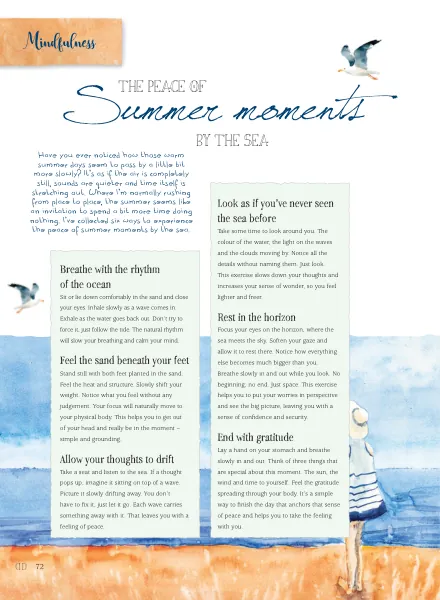 Mindfulness
THE PEACE OF
Summer moments
BY THE SEA
Have you ever noticed how those warm
summer days seem to pass by a little bit
more slowly? It's as if the air is completely
still, sounds are quieter and time itself is
stretching out. Where I'm normally rushing
from place to place, the summer seems like
an invitation to spend a bit more time doing
nothing. I've collected six ways to experience
the peace of summer moments by the sea.
Breathe with the rhythm
of the ocean
Sit or lie down comfortably in the sand and close
your eyes. Inhale slowly as a wave comes in.
Exhale as the water goes back out. Don't try to
force it, just follow the tide. The natural rhythm
will slow your breathing and calm your mind.
Feel the sand beneath your feet
Stand still with both feet planted in the sand.
Feel the heat and structure. Slowly shift your
weight. Notice what you feel without any
judgement. Your focus will naturally move to
your physical body. This helps you to get out
of your head and really be in the moment –
simple and grounding.
Allow your thoughts to drift
Take a seat and listen to the sea. If a thought
pops up, imagine it sitting on top of a wave.
Picture it slowly drifting away. You don't
have to fix it, just let it go. Each wave carries
something away with it. That leaves you with a
feeling of peace.
Look as if you've never seen
the sea before
Take some time to look around you. The
colour of the water, the light on the waves
and the clouds moving by. Notice all the
details without naming them. Just look.
This exercise slows down your thoughts and
increases your sense of wonder, so you feel
lighter and freer.
Rest in the horizon
Focus your eyes on the horizon, where the
sea meets the sky. Soften your gaze and
allow it to rest there. Notice how everything
else becomes much bigger than you.
Breathe slowly in and out while you look. No
beginning, no end. Just space. This exercise
helps you to put your worries in perspective
and see the big picture, leaving you with a
sense of confidence and security.
End with gratitude
Lay a hand on your stomach and breathe
slowly in and out. Think of three things that
are special about this moment. The sun, the
wind and time to yourself. Feel the gratitude
spreading through your body. It's a simple
way to finish the day that anchors that sense
of peace and helps you to take the feeling
with you.
72